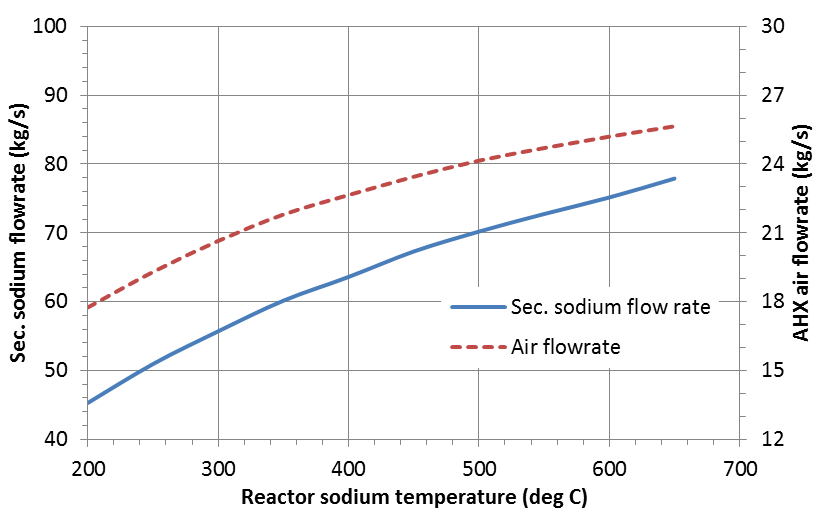 100
90
80
70
60
50
40
Sec. sodium flowrate (kg/s)
30
27
24
21
18
15
12
AHX air flowrate (kg/s)
Sec. sodium flow rate
Air flowrate
200 300 400 500 600 700
Reactor sodium temperature (deg C)